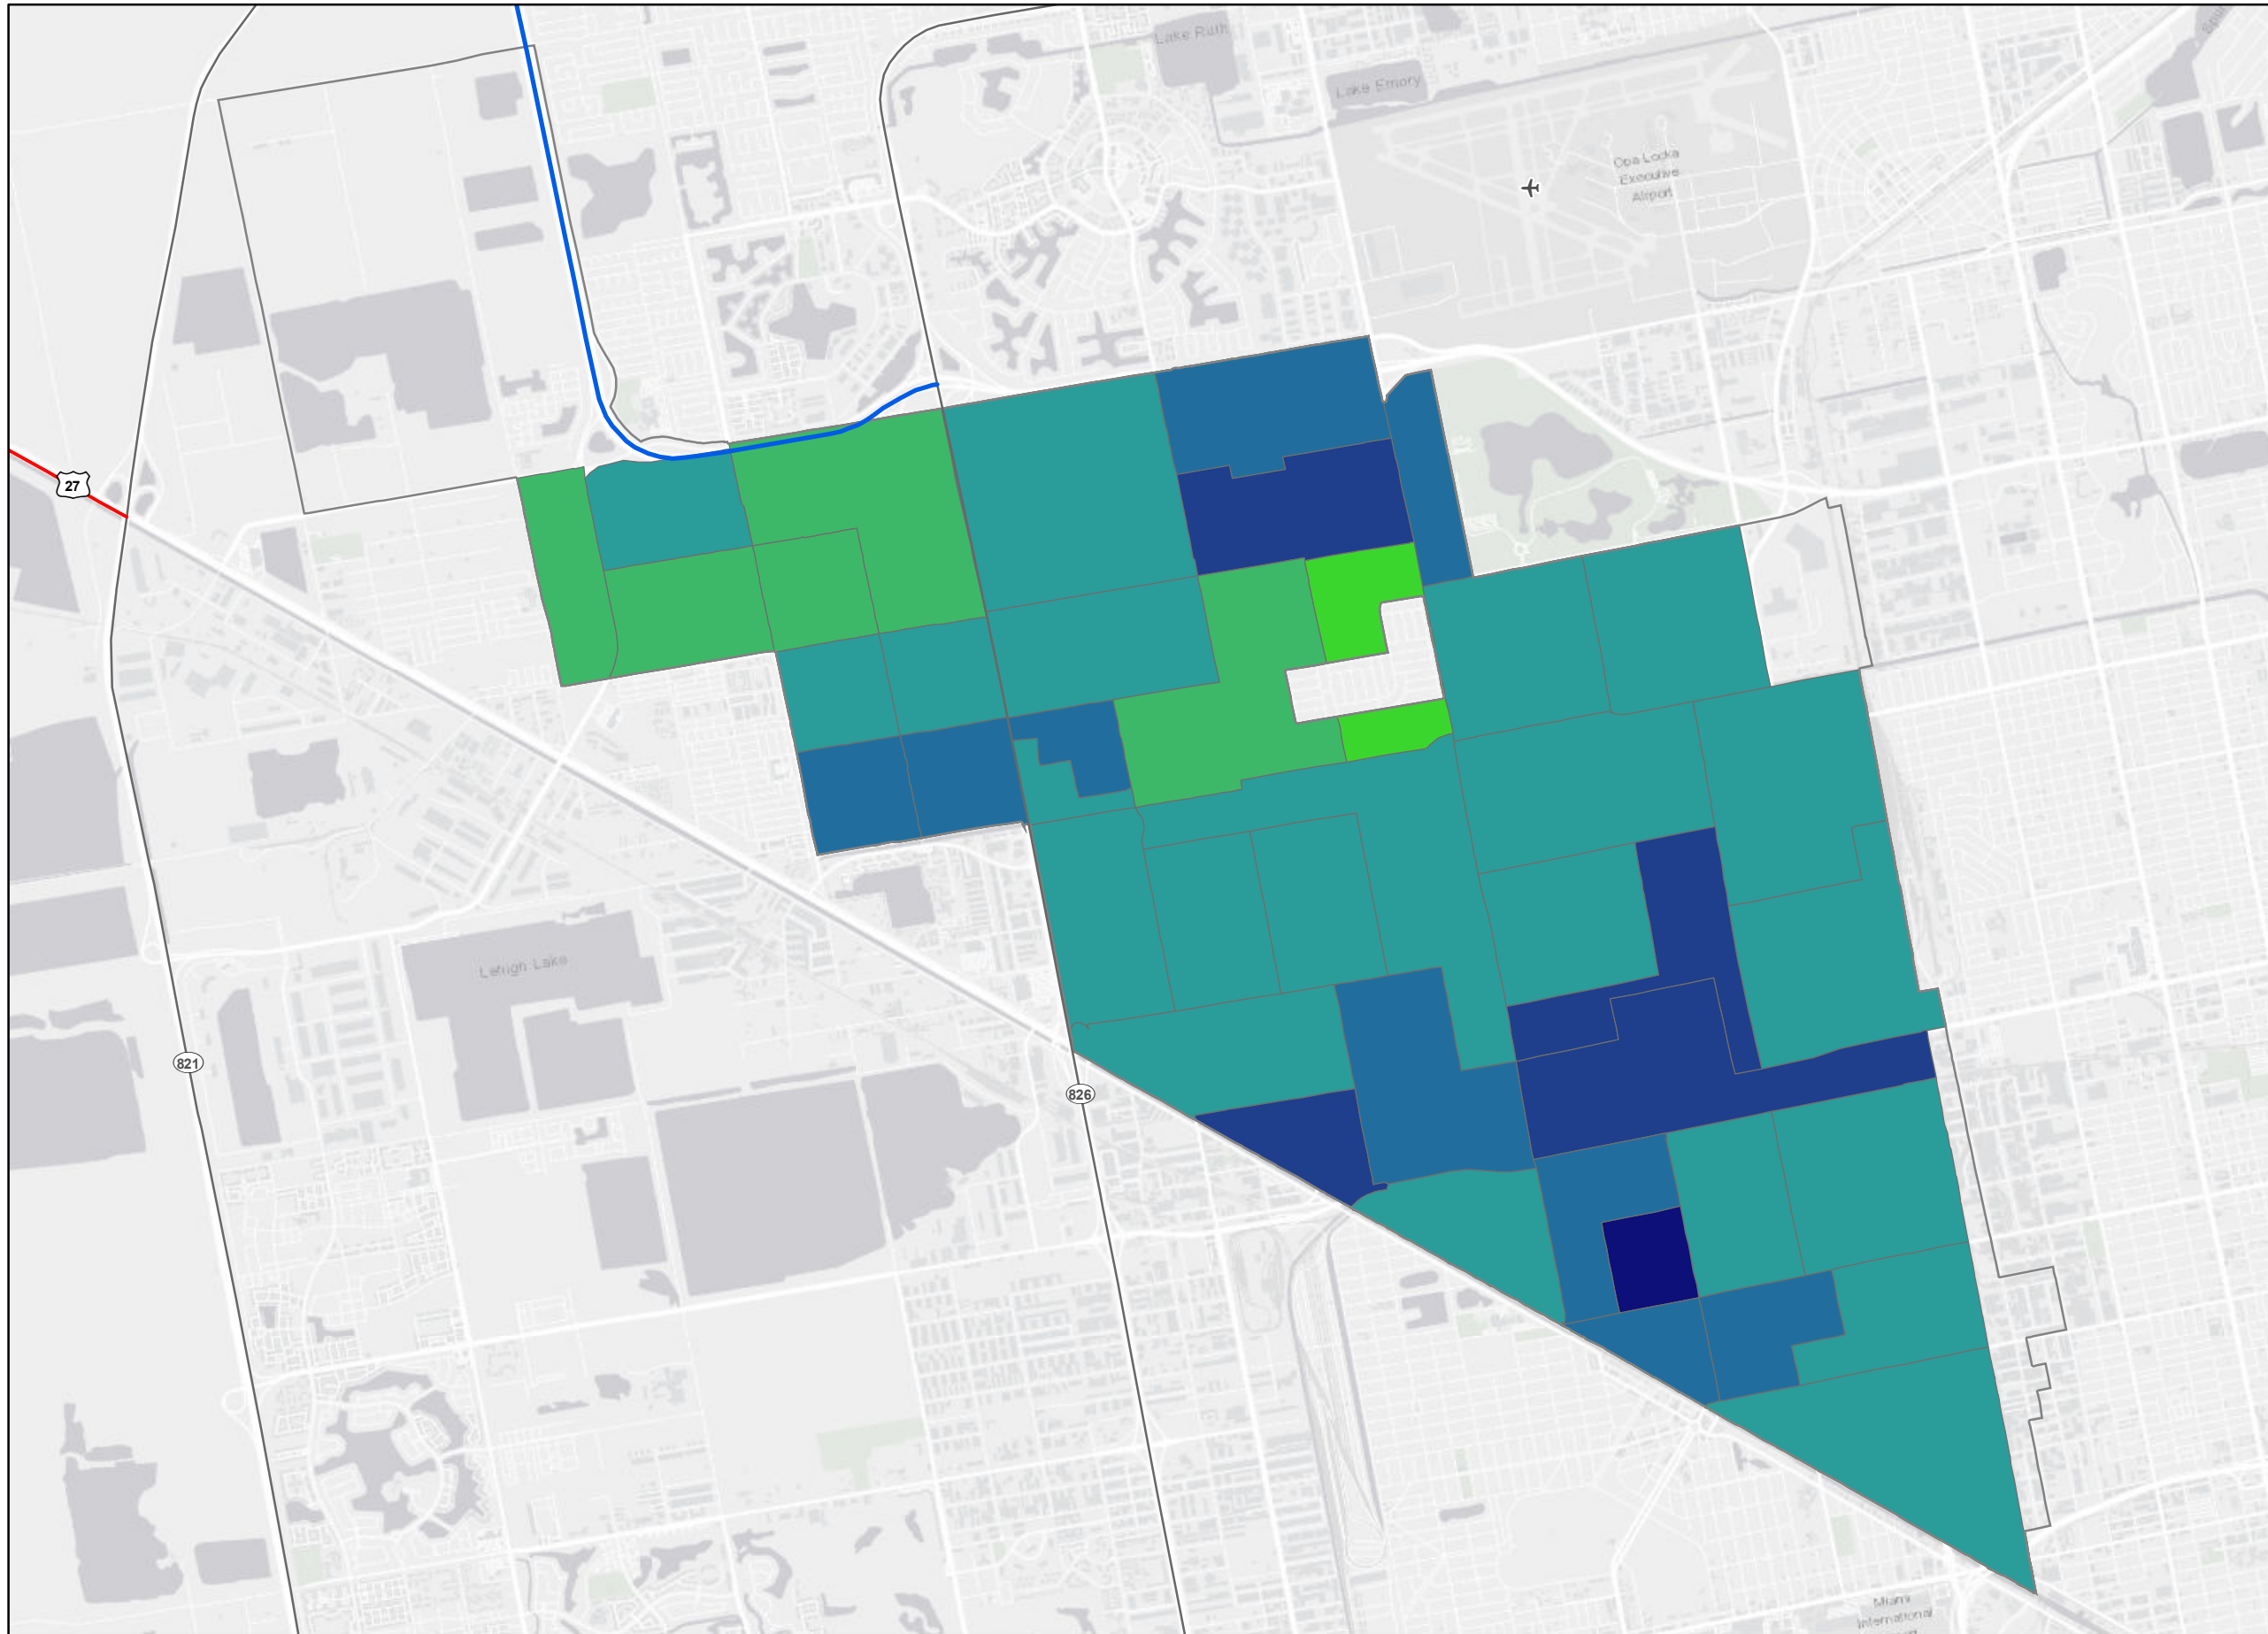 Lake Ruth
Lake Emory
Opa Locka
Executive
Airport
27
Lehigh Lake
821
826
Miami
International